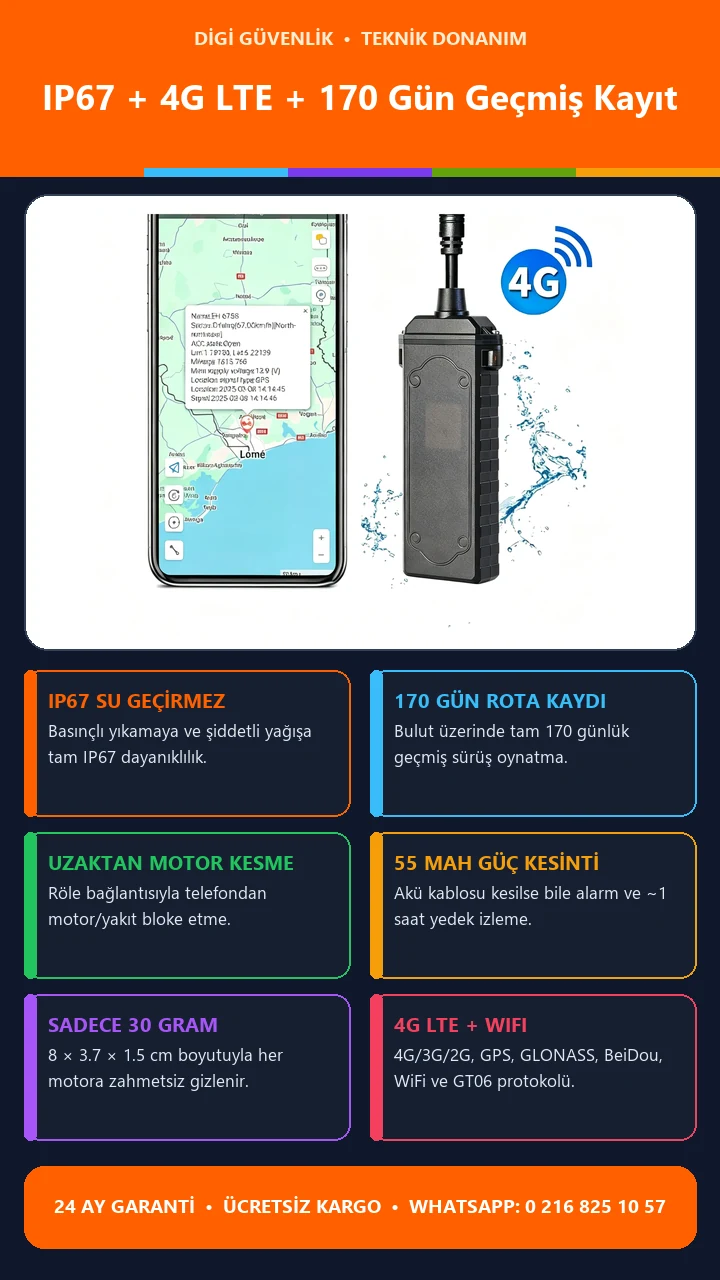 DİGİ GÜVENLİK • TEKNİK DONANIM
IP67 + 4G LTE + 170 Gün Geçmiş Kayıt
4G
ACC state:Open
Lomé
IP67 SU GEÇİRMEZ
Basınçlı yıkamaya ve şiddetli yağışa
tam IP67 dayanıklılık.
170 GÜN ROTA KAYDI
Bulut üzerinde tam 170 günlük
geçmiş sürüş oynatma.
UZAKTAN MOTOR KESME
Röle bağlantısıyla telefondan
motor/yakıt bloke etme.
55 MAH GÜÇ KESİNTİ
Akü kablosu kesilse bile alarm ve ~1
saat yedek izleme.
SADECE 30 GRAM
8 × 3.7 × 1.5 cm boyutuyla her
motora zahmetsiz gizlenir.
4G LTE + WIFI
4G/3G/2G, GPS, GLONASS, BeiDou,
WiFi ve GT06 protokolü.
24 AY GARANTİ • ÜCRETSİZ KARGO • WHATSAPP: 0 216 825 10 57